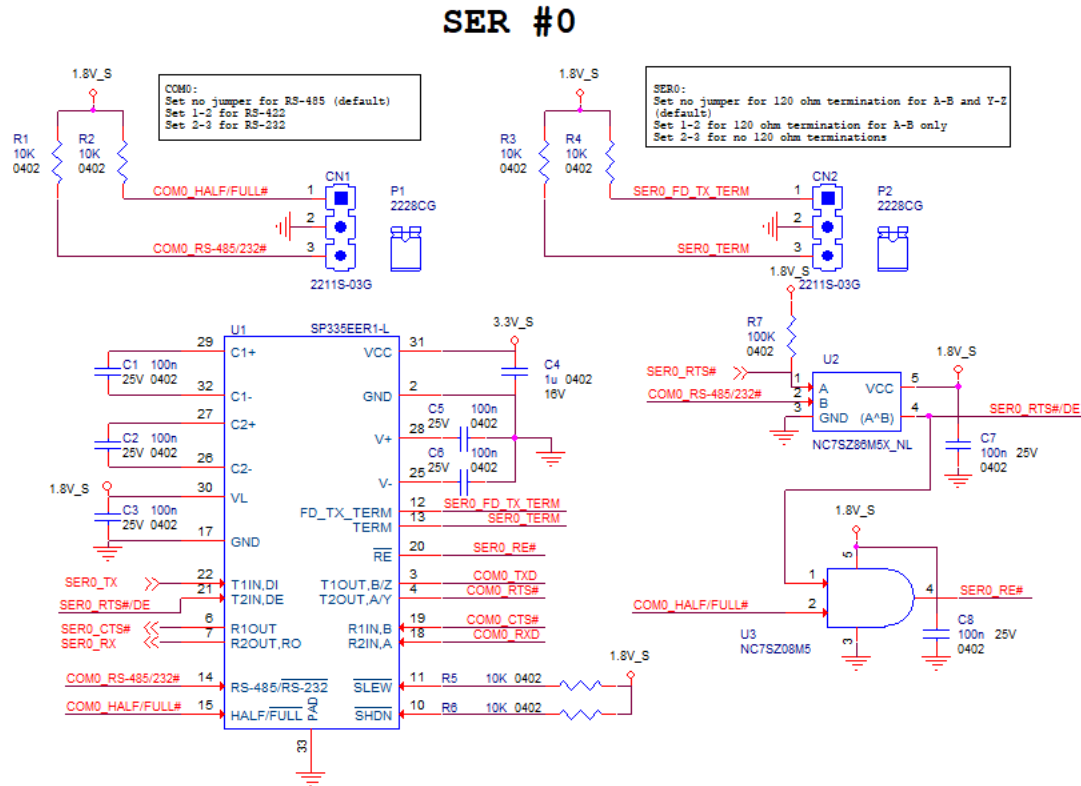 SER #0
1.8V_S
COM0:
Set no jumper for RS-485 (default)
Set 1-2 for RS-422
Set 2-3 for RS-232
R1
10K
0402
R2
10K
0402
CN1
COM0_HALF/FULL#
1
2
COM0_RS-485/232#
3
2211S-03G
P1
2228CG
1.8V_S
SER0:
Set no jumper for 120 ohm termination for A-B and Y-Z
(default)
Set 1-2 for 120 ohm termination for A-B only
Set 2-3 for no 120 ohm terminations
R3
10K
0402
R4
10K
0402
CN2
SER0_FD_TX_TERM
1
2
SER0_TERM
3
2211S-03G
P2
2228CG
U1
SP335EER1-L
29
C1+
C1 100n
25V 0402
32
C1-
27
C2+
C2 100n
25V 0402
26
C2-
1.8V_S
30
VL
C3 100n
25V 0402
17
GND
SER0_TX
22
T1IN,DI
21
T2IN,DE
SER0_RTS#/DE
SER0_CTS#
6
R1OUT
SER0_RX
7
R2OUT,RO
COM0_RS-485/232#
14
RS-485/RS-232
COM0_HALF/FULL#
15
HALF/FULL
PAD
33
31
VCC
3.3V_S
C4
1u 0402
16V
2
GND
28
V+
C5 100n
25V 0402
C6 100n
25V 0402
25
V-
12
FD_TX_TERM
SER0_FD_TX_TERM
13
TERM
SER0_TERM
20
RE
SER0_RE#
3
T1OUT,B/Z
COM0_TXD
4
T2OUT,A/Y
COM0_RTS#
19
R1IN,B
COM0_CTS#
18
R2IN,A
COM0_RXD
11
SLEW
R5 10K 0402
10
SHDN
R6 10K 0402
1.8V_S
1.8V_S
R7
100K
0402
SER0_RTS#
COM0_RS-485/232#
U2
1
A
2
B
3
GND
VCC
5
(A^B)
4
NC7SZ86M5X_NL
1.8V_S
SER0_RTS#/DE
C7
100n 25V
0402
1.8V_S
5
1
COM0_HALF/FULL#
2
4
SER0_RE#
3
U3
NC7SZ08M5
C8
100n 25V
0402